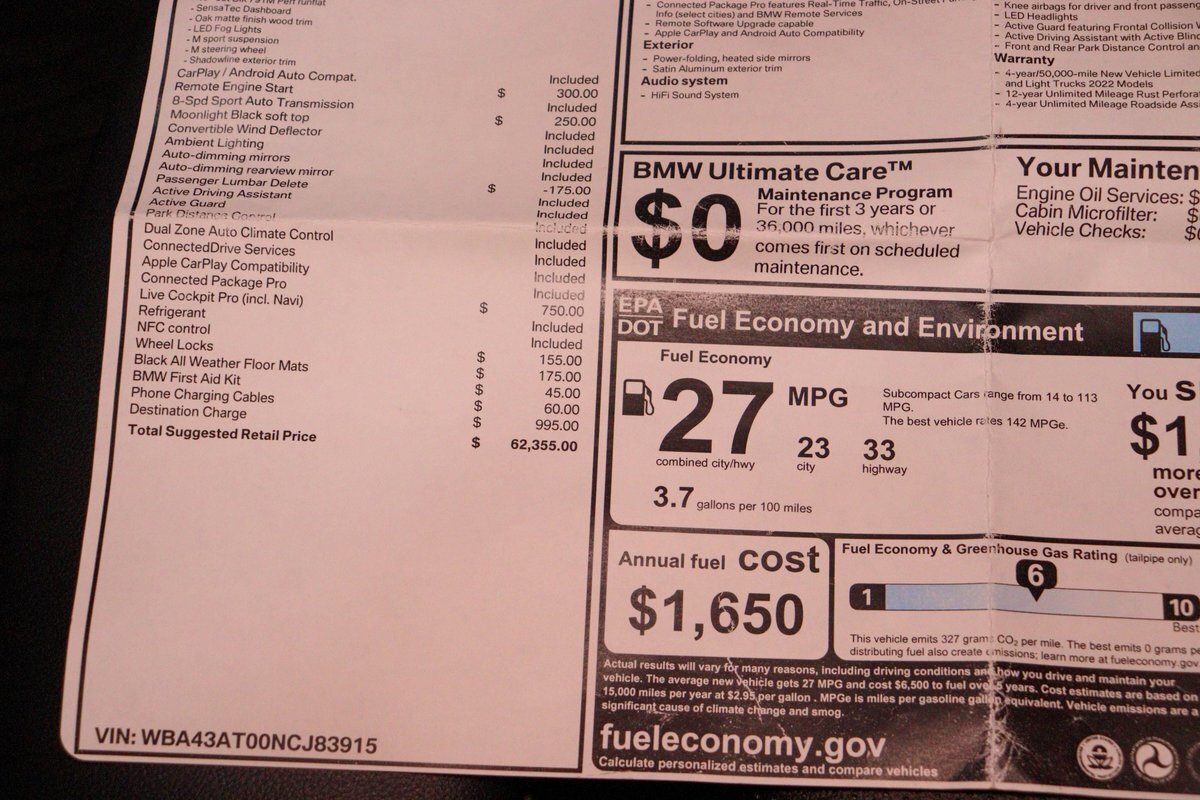 - SensaTec Dashboard
- Oak matte finish wood trim
- LED Fog Lights
- M sport suspension
- M steering wheel
- Shadowline exterior trim
CarPlay / Android Auto Compat. Included
Remote Engine Start $ 300.00
8-Spd Sport Auto Transmission Included
Moonlight Black soft top $ 250.00
Convertible Wind Deflector Included
Ambient Lighting Included
Auto-dimming mirrors Included
Auto-dimming rearview mirror Included
Passenger Lumbar Delete $ -175.00
Active Driving Assistant Included
Active Guard Included
Park Distance Control Included
Dual Zone Auto Climate Control Included
ConnectedDrive Services Included
Apple CarPlay Compatibility Included
Connected Package Pro Included
Live Cockpit Pro (incl. Navi) $ 750.00
Refrigerant Included
NFC control Included
Wheel Locks $ 155.00
Black All Weather Floor Mats $ 175.00
BMW First Aid Kit $ 45.00
Phone Charging Cables $ 60.00
Destination Charge $ 995.00
Total Suggested Retail Price $ 62,355.00
VIN: WBA43AT00NCJ83915
- Connected Package Pro features Real-Time Traffic, On-Street
Info (select cities) and BMW Remote Services
- Remote Software Upgrade capable
- Apple CarPlay and Android Auto Compatibility
Exterior
- Power-folding, heated side mirrors
- Satin Aluminum exterior trim
Audio system
- HiFi Sound System
- Knee airbags for driver and front
- LED Headlights
- Active Guard featuring Frontal Collision
- Active Driving Assistant with Active
- Front and Rear Park Distance Control
Warranty
- 4-year/50,000-mile New Vehicle Limited
and Light Trucks 2022 Models
- 12-year Unlimited Mileage Rust
- 4-year Unlimited Mileage Roadside
BMW Ultimate Care™
$0 Maintenance Program
For the first 3 years or
36,000 miles, whichever
comes first on scheduled
maintenance.
Your
Engine Oil Services: $
Cabin Microfilter: $
Vehicle Checks: $
EPA
DOT
Fuel Economy and Environment
Fuel Economy
27 MPG
combined city/hwy
23
city
33
highway
3.7 gallons per 100 miles
Subcompact Cars range from 14 to 113
MPG.
The best vehicle rates 142 MPGe.
You S
$1
more
over
compa
averag
Annual fuel cost
$1,650
Fuel Economy & Greenhouse Gas Rating (tailpipe only)
1
6
10
Best
This vehicle emits 327 grams CO2 per mile. The best emits 0 grams
distributing fuel also create emissions; learn more at fueleconomy.gov
Actual results will vary for many reasons, including driving conditions and how you drive and maintain your
vehicle. The average new vehicle gets 27 MPG and cost $6,500 to fuel over 5 years. Cost estimates are based on
15,000 miles per year at $2.95 per gallon . MPGe is miles per gasoline gallon equivalent. Vehicle emissions are a
significant cause of climate change and smog.
fueleconomy.gov
Calculate personalized estimates and compare vehicles